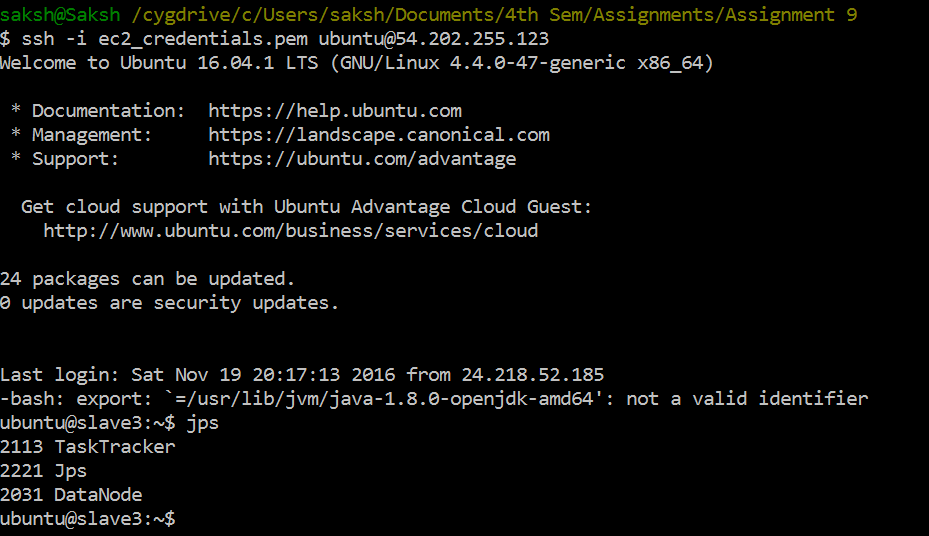 saksh@Saksh /cygdrive/c/Users/saksh/Documents/4th Sem/Assignments/Assignment 9
$ ssh -i ec2_credentials.pem ubuntu@54.202.255.123
Welcome to Ubuntu 16.04.1 LTS (GNU/Linux 4.4.0-47-generic x86_64)
* Documentation:  https://help.ubuntu.com
* Management:     https://landscape.canonical.com
* Support:        https://ubuntu.com/advantage
Get cloud support with Ubuntu Advantage Cloud Guest:
http://www.ubuntu.com/business/services/cloud
24 packages can be updated.
0 updates are security updates.
Last login: Sat Nov 19 20:17:13 2016 from 24.218.52.185
-bash: export: `=/usr/lib/jvm/java-1.8.0-openjdk-amd64': not a valid identifier
ubuntu@slave3:~$ jps
2113 TaskTracker
2221 Jps
2031 DataNode
ubuntu@slave3:~$